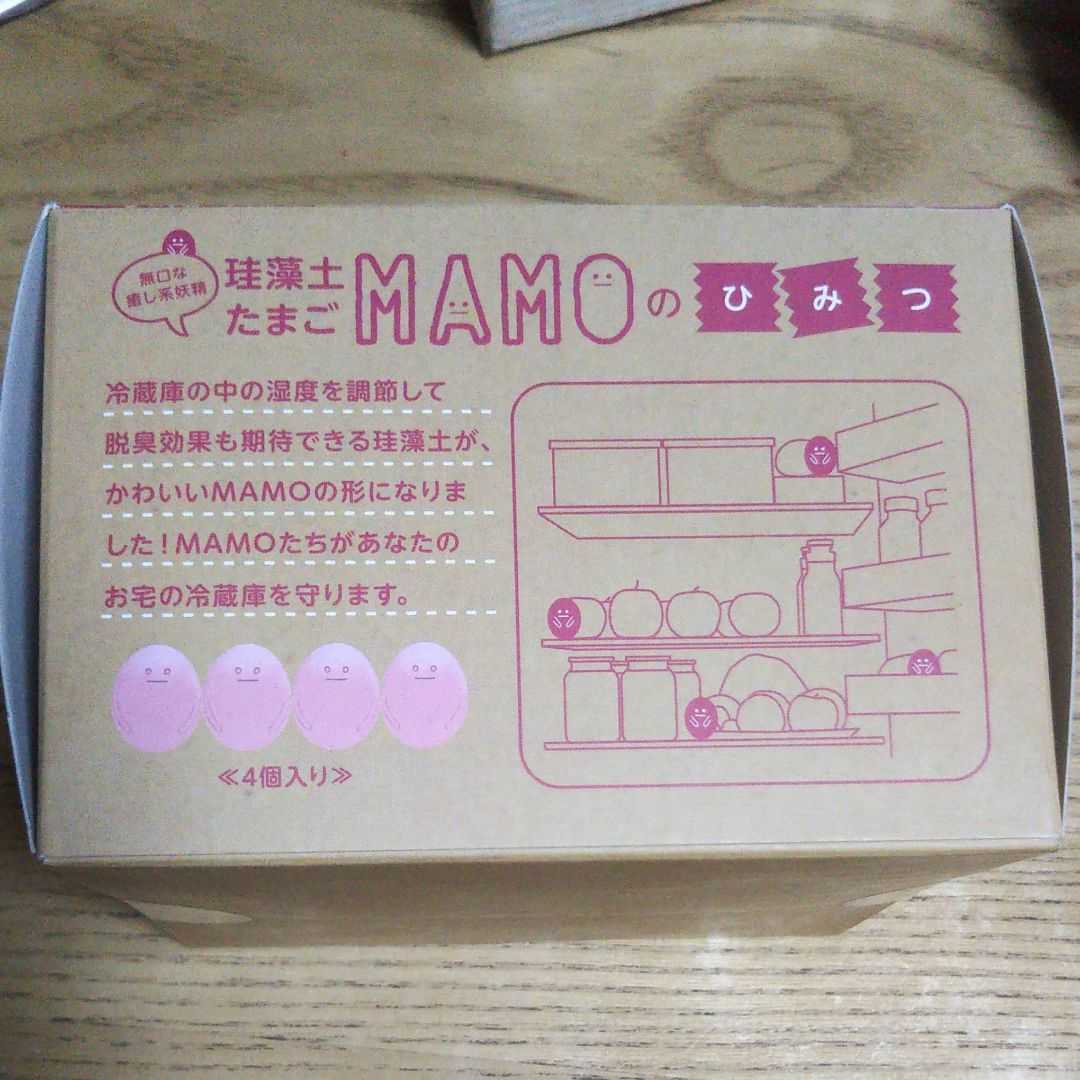 無口な
癒し系妖精
珪藻土
たまご
MAMOの
ひみつ
冷蔵庫の中の湿度を調節して
脱臭効果も期待できる珪藻土が、
かわいいMAMOの形になりま
した！MAMOたちがあなたの
お宅の冷蔵庫を守ります。
≪4個入り≫